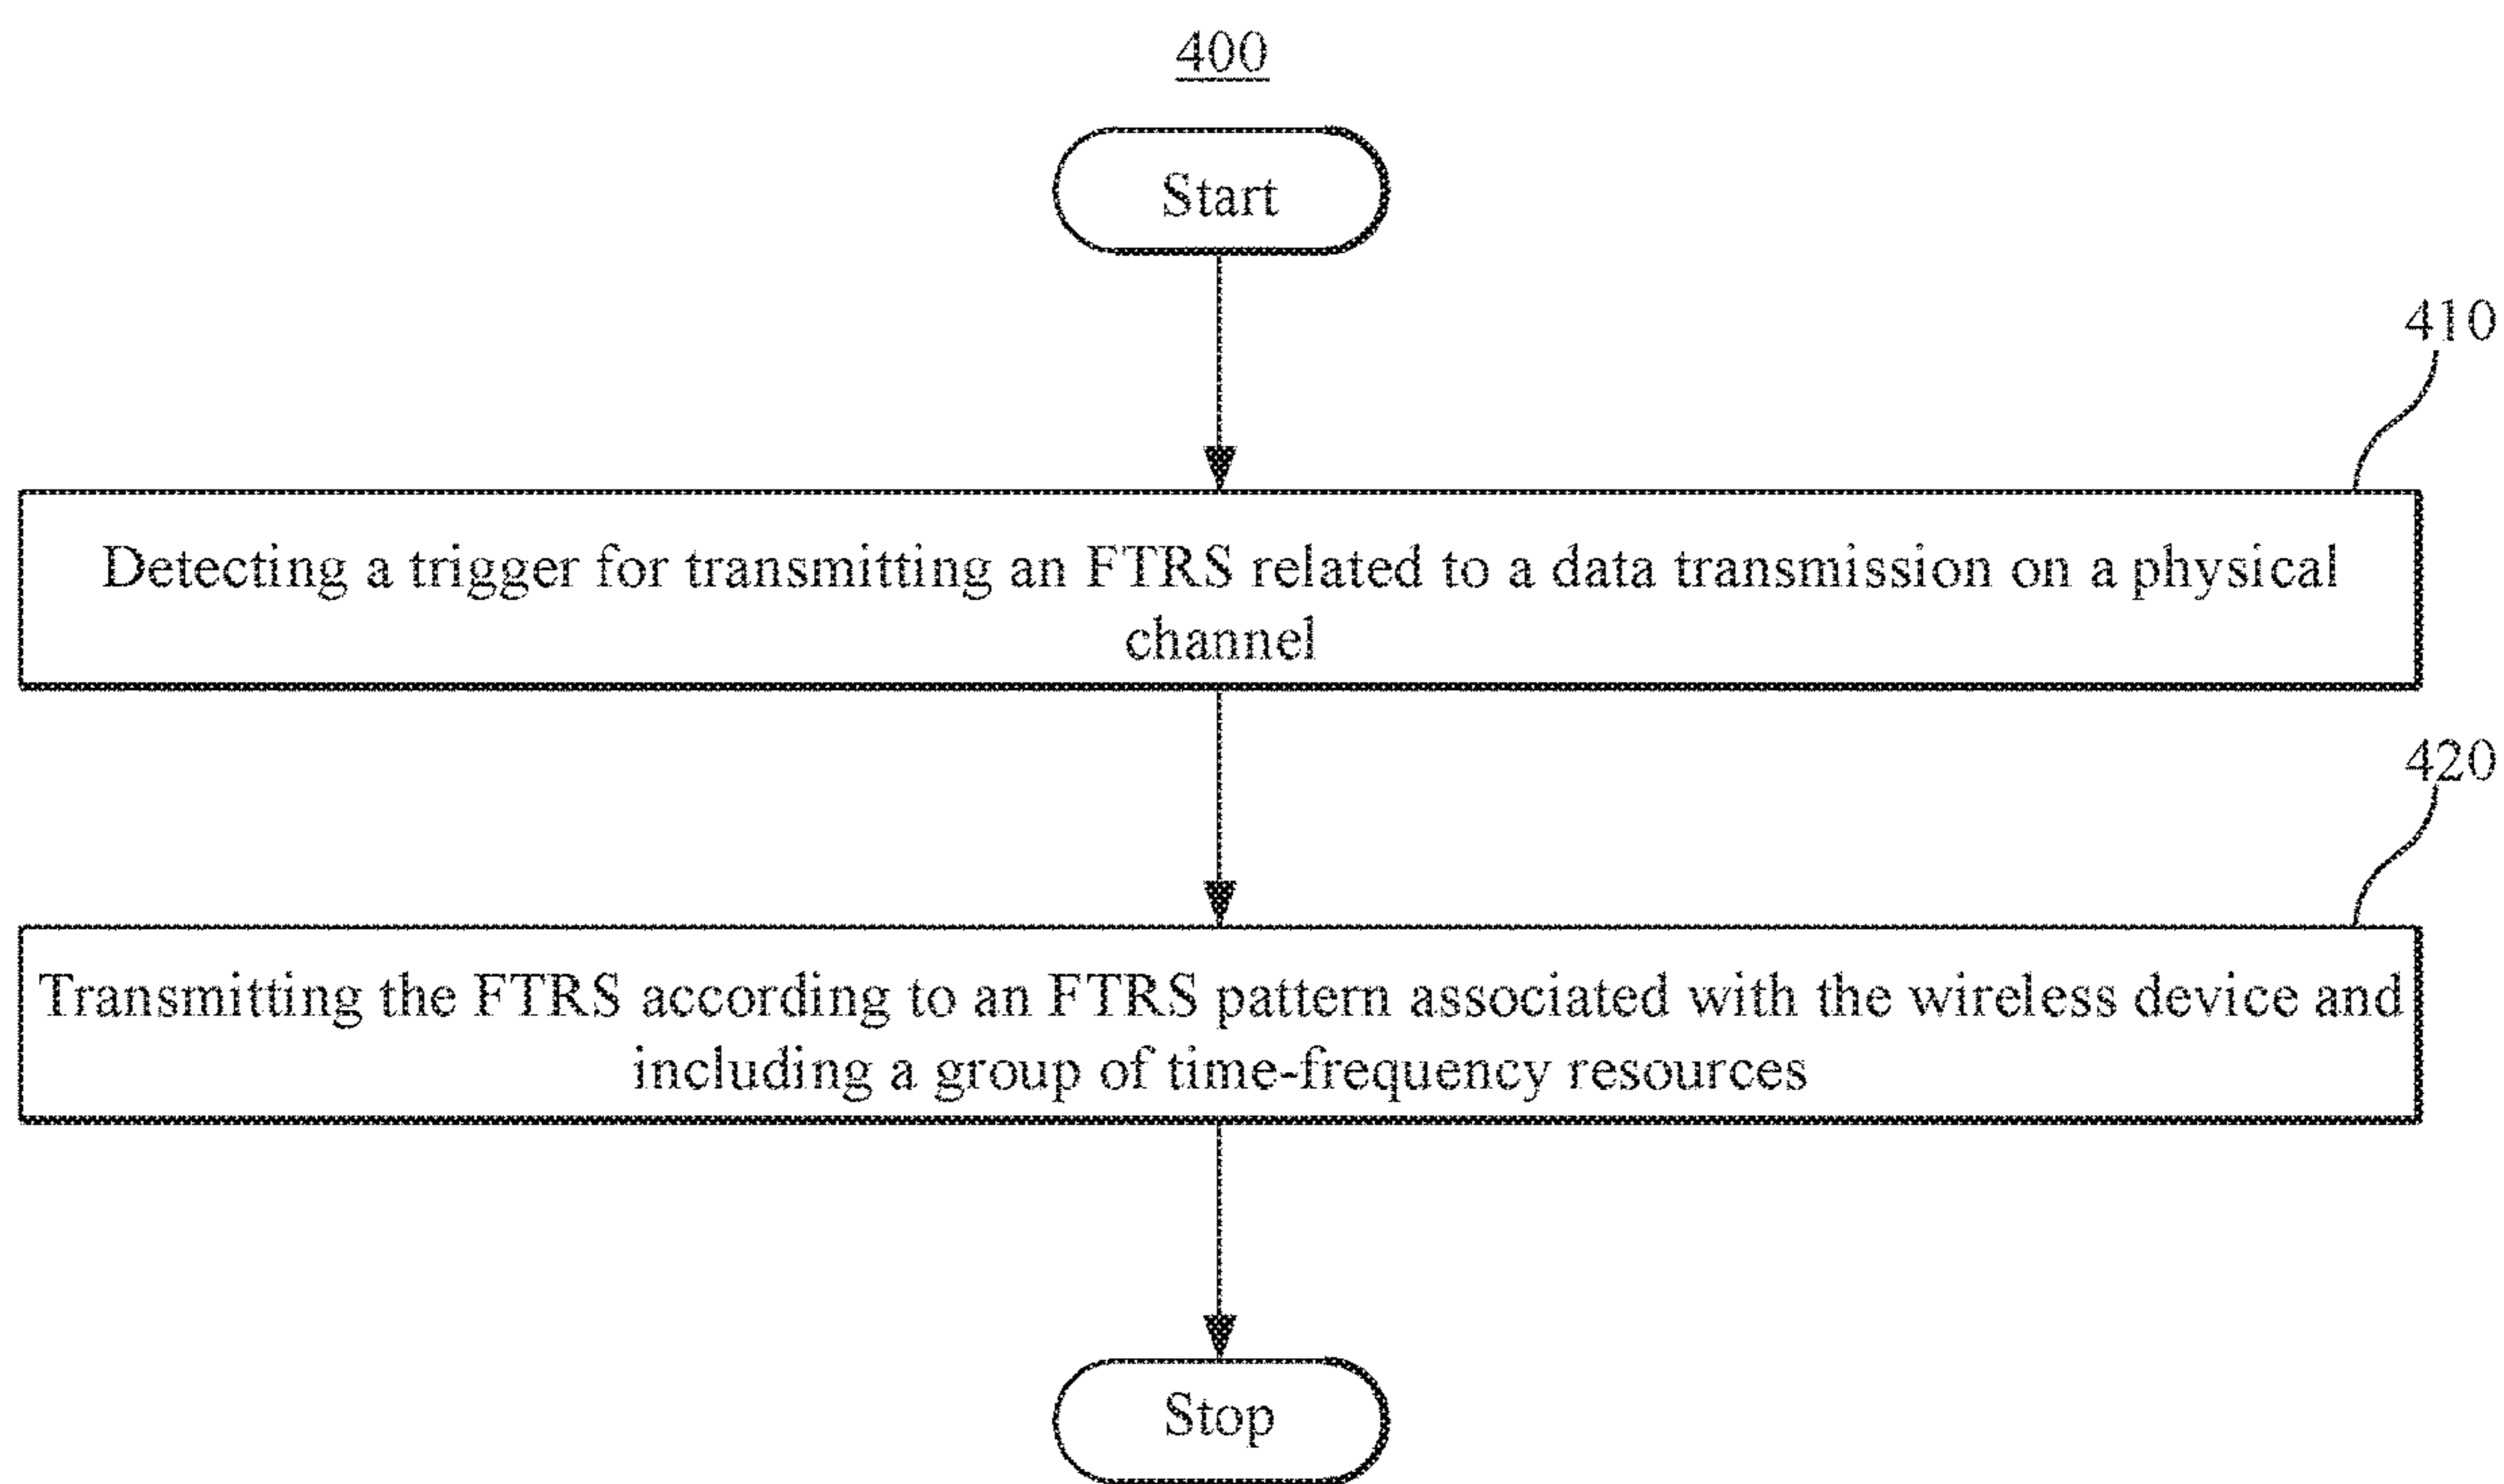 400
Start
410
Detecting a trigger for transmitting an FTRS related to a data transmission on a physical
channel
420
Transmitting the FTRS according to an FTRS pattern associated with the wireless device and
including a group of time-frequency resources
Stop